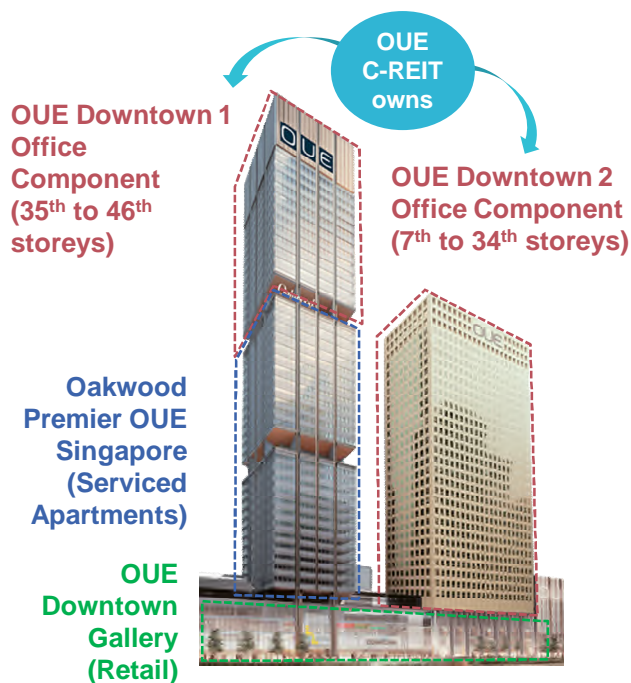 OUE
C-REIT
owns
OUE Downtown 1
Office
Component
(35th to 46th
storeys)
OUE Downtown 2
Office Component
(7th to 34th storeys)
OUE
OUE
Oakwood
Premier OUE
Singapore
(Serviced
Apartments)
OUE
Downtown
Gallery
(Retail)